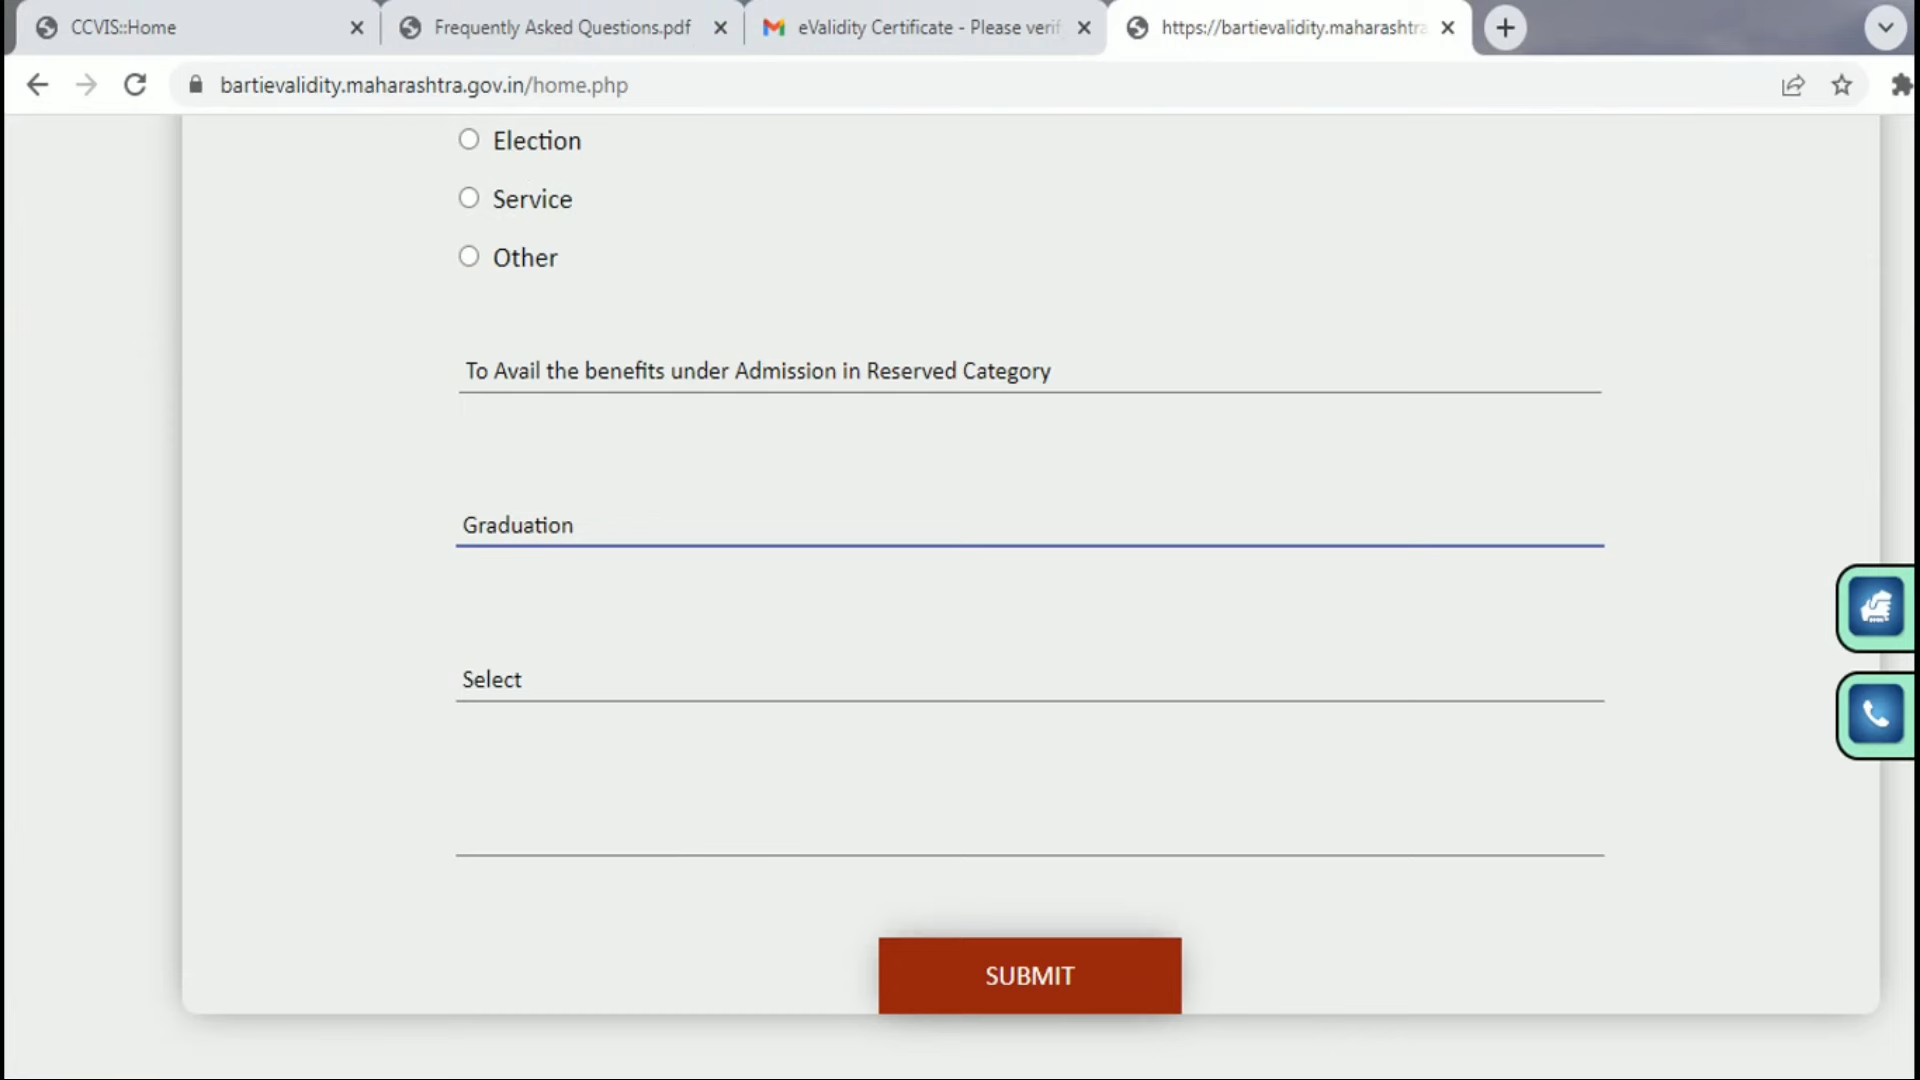 CCVIS::Home
Frequently Asked Questions.pdf
eValidity Certificate - Please verif
https://bartievalidity.maharashtra
bartievalidity.maharashtra.gov.in/home.php
Election
Service
Other
To Avail the benefits under Admission in Reserved Category
Graduation
Select
SUBMIT